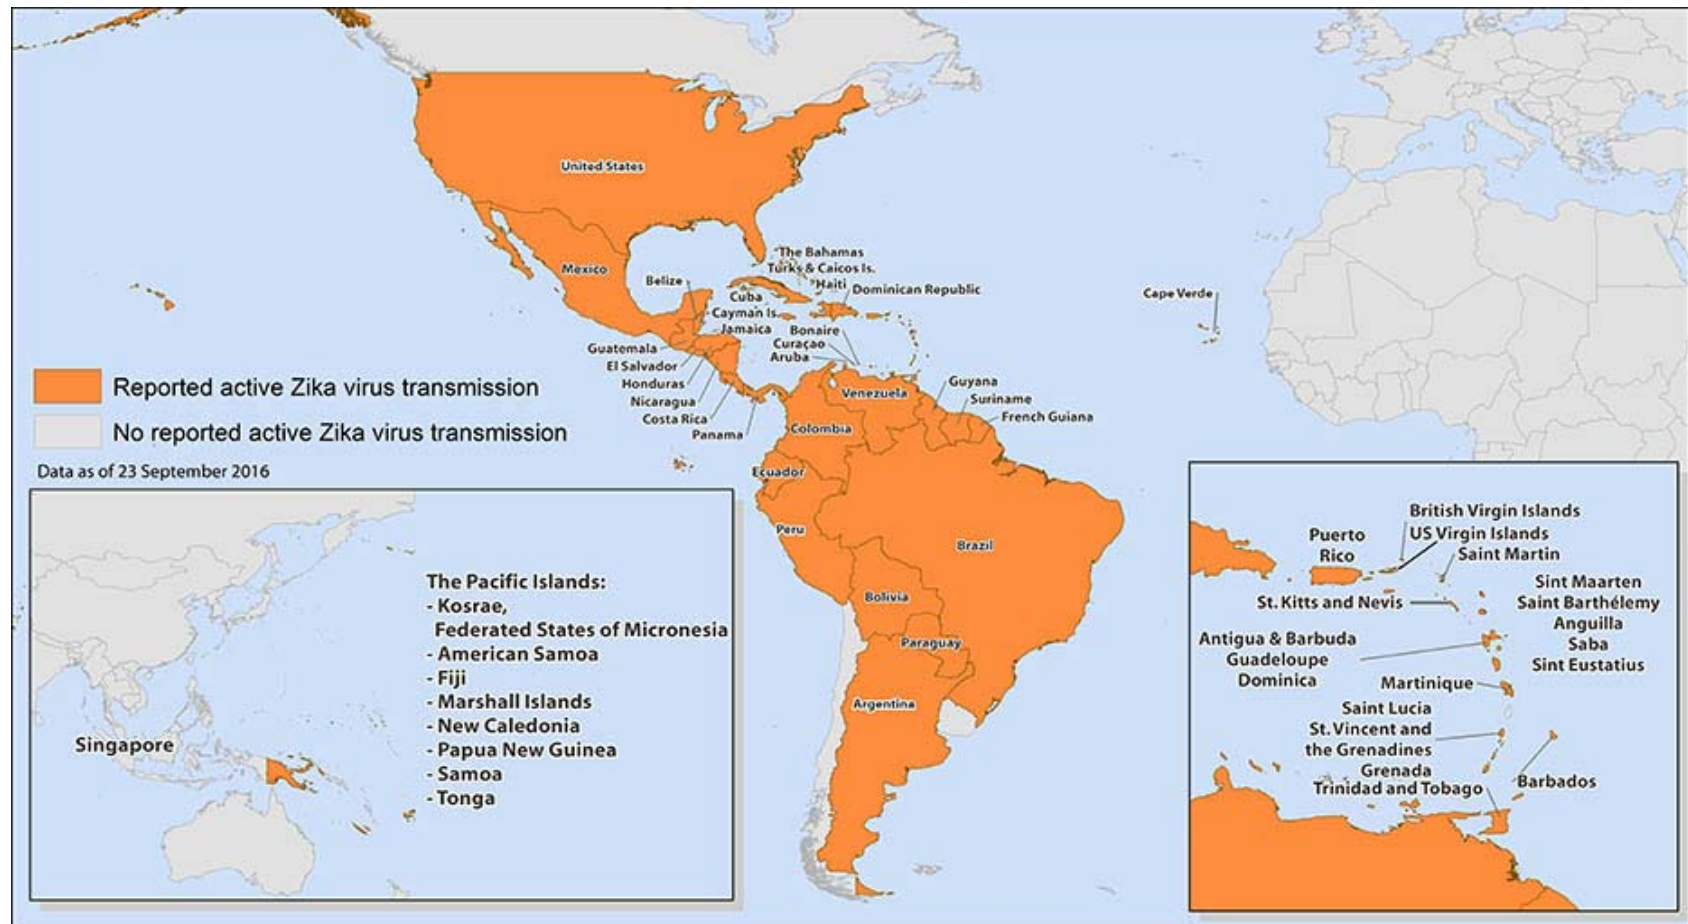 United States
Mexico
The Bahamas
Turks & Caicos Is.
Belize
Haiti
Dominican Republic
Cuba
Cayman Is.
Jamaica
Bonaire
Curaçao
Aruba
Guatemala
El Salvador
Honduras
Nicaragua
Costa Rica
Panama
Cape Verde
Venezuela
Guyana
Suriname
French Guiana
Colombia
Ecuador
Peru
Brazil
Bolivia
Paraguay
Argentina
Reported active Zika virus transmission
No reported active Zika virus transmission
Data as of 23 September 2016
The Pacific Islands:
- Kosrae,
Federated States of Micronesia
- American Samoa
- Fiji
- Marshall Islands
- New Caledonia
- Papua New Guinea
- Samoa
- Tonga
Singapore
British Virgin Islands
US Virgin Islands
Saint Martin
Puerto
Rico
Sint Maarten
Saint Barthélemy
Anguilla
Saba
Sint Eustatius
St. Kitts and Nevis
Antigua & Barbuda
Guadeloupe
Dominica
Martinique
Saint Lucia
St. Vincent and
the Grenadines
Grenada
Trinidad and Tobago
Barbados